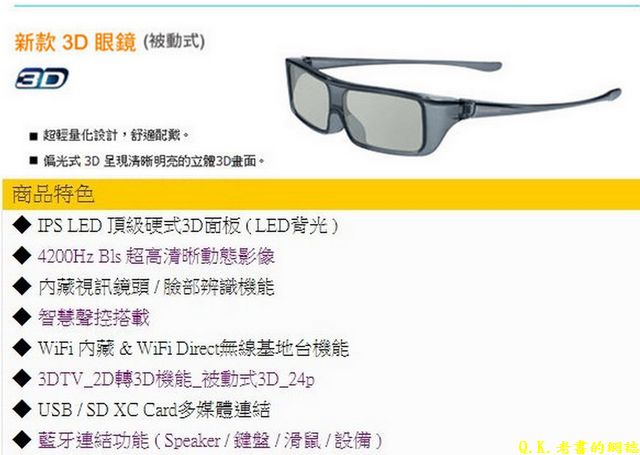 新款 3D 眼鏡 (被動式)
3D
■ 超輕量化設計，舒適配戴。
■ 偏光式 3D 呈現清晰明亮的立體3D畫面。
商品特色
◆ IPS LED 頂級硬式3D面板 ( LED背光 )
◆ 4200Hz Bls 超高清晰動態影像
◆ 內藏視訊鏡頭 / 臉部辨識機能
◆ 智慧聲控搭載
◆ WiFi 內藏 & WiFi Direct無線基地台機能
◆ 3DTV_2D轉3D機能_被動式3D_24p
◆ USB / SD XC Card多媒體連結
◆ 藍牙連結功能 ( Speaker / 鍵盤 / 滑鼠 / 設備 )
Q.K.老書的網誌